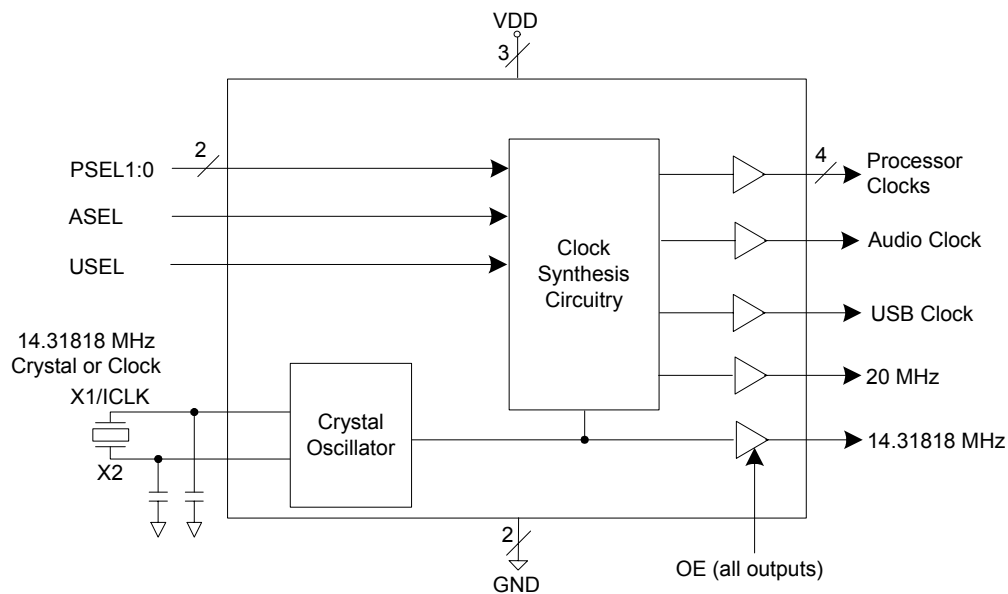 VDD
3
PSEL1:0
2
ASEL
USEL
Clock
Synthesis
Circuitry
4
Processor
Clocks
Audio Clock
USB Clock
20 MHz
14.31818 MHz
14.31818 MHz
Crystal or Clock
X1/ICLK
X2
Crystal
Oscillator
2
GND
OE (all outputs)